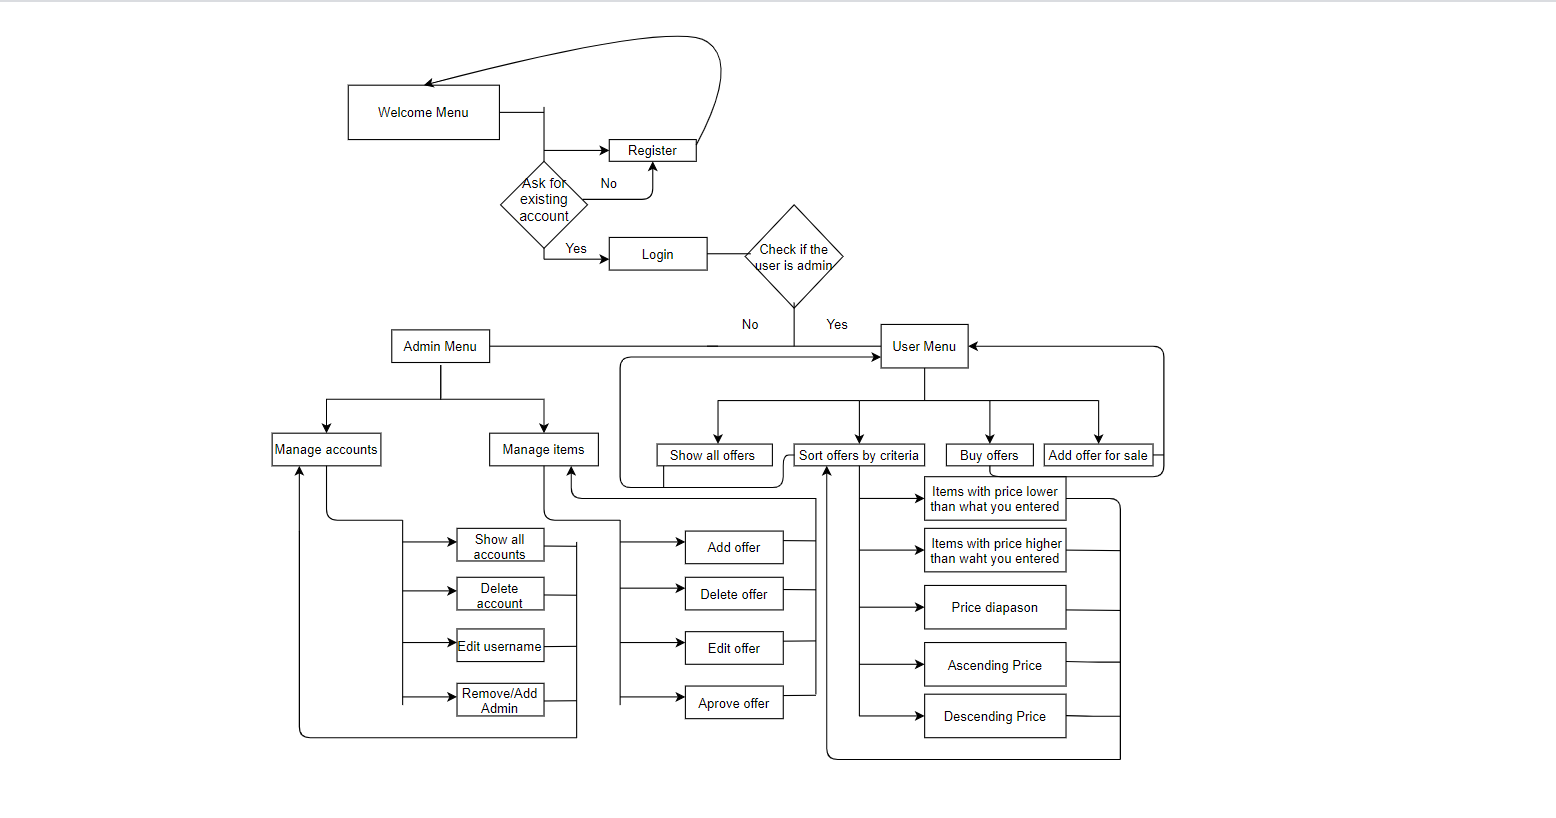 Welcome Menu
Register
Ask for
existing
account
No
Yes
Login
Check if the
user is admin
No
Yes
Admin Menu
User Menu
Manage accounts
Manage items
Show all offers
Sort offers by criteria
Buy offers
Add offer for sale
Items with price lower
than what you entered
Show all
accounts
Add offer
Items with price higher
than waht you entered
Delete
account
Delete offer
Price diapason
Edit username
Edit offer
Ascending Price
Remove/Add
Admin
Aprove offer
Descending Price